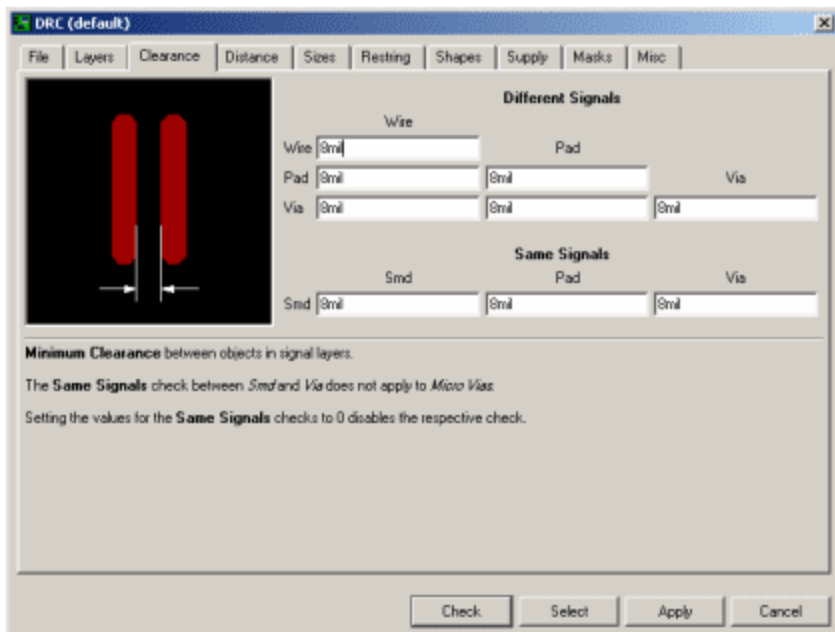 DRC (default)
File Layers Clearance Distance Sizes Restring Shapes Supply Masks Misc
Different Signals
Wire
Wire 8mil Pad
Pad 8mil 8mil Via
Via 8mil 8mil 8mil
Same Signals
Smd Pad Via
Smd 8mil 8mil 8mil
Minimum Clearance between objects in signal layers.
The Same Signals check between Smd and Via does not apply to Micro Vias.
Setting the values for the Same Signals checks to 0 disables the respective check.
Check Select Apply Cancel